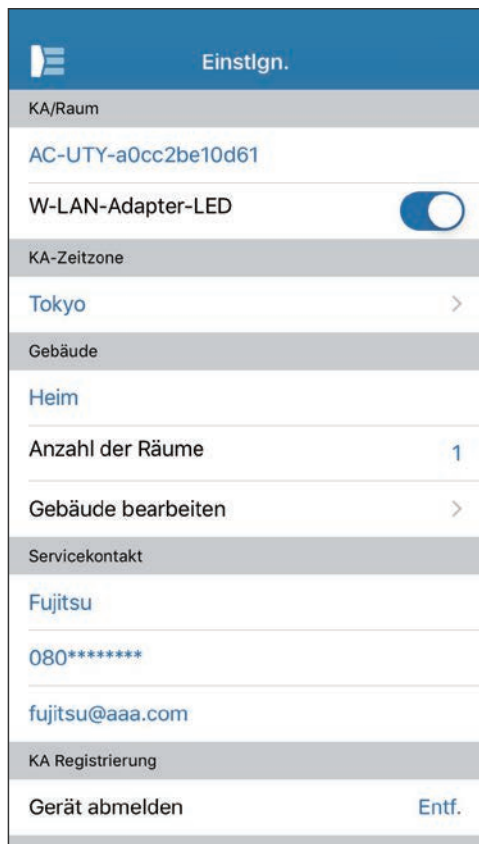 Einstlgn.
KA/Raum
AC-UTY-a0cc2be10d61
W-LAN-Adapter-LED
KA-Zeitzone
Tokyo
Gebäude
Heim
Anzahl der Räume 1
Gebäude bearbeiten
Servicekontakt
Fujitsu
080********
fujitsu@aaa.com
KA Registrierung
Gerät abmelden Entf.